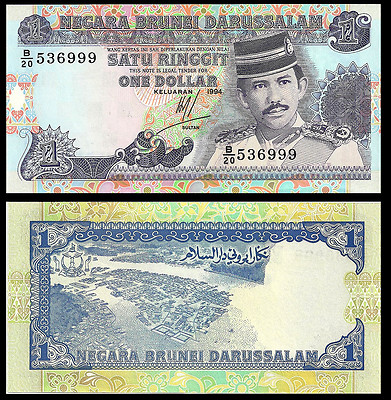 1 NEGARA BRUNEI DARUSSALAM 1
WANG KERTAS INI SAH DIPERLAKUKAN DENGAN NILAI
B/20 536999
SATU RINGGIT
THIS NOTE IS LEGAL TENDER FOR
ONE DOLLAR
KELUARAN 1994
SULTAN
1
B/20 536999
1 1
نڬارا بروني دارالسلام
1 NEGARA BRUNEI DARUSSALAM 1